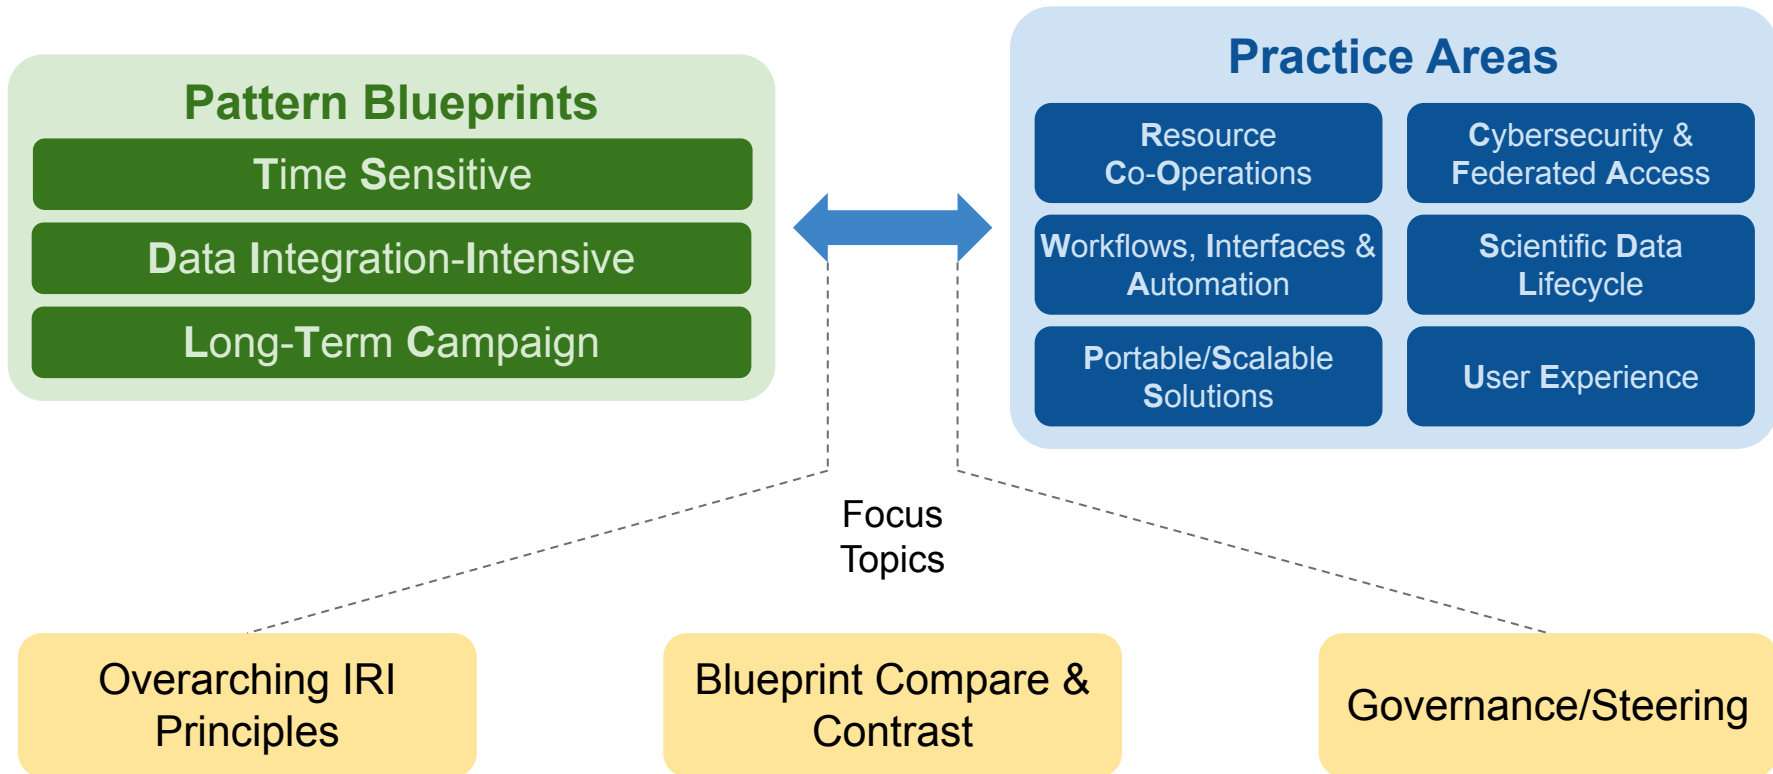 Pattern Blueprints
Time Sensitive
Data Integration-Intensive
Long-Term Campaign
Practice Areas
Resource
Co-Operations
Cybersecurity &
Federated Access
Workflows, Interfaces &
Automation
Scientific Data
Lifecycle
Portable/Scalable
Solutions
User Experience
Focus
Topics
Overarching IRI
Principles
Blueprint Compare &
Contrast
Governance/Steering